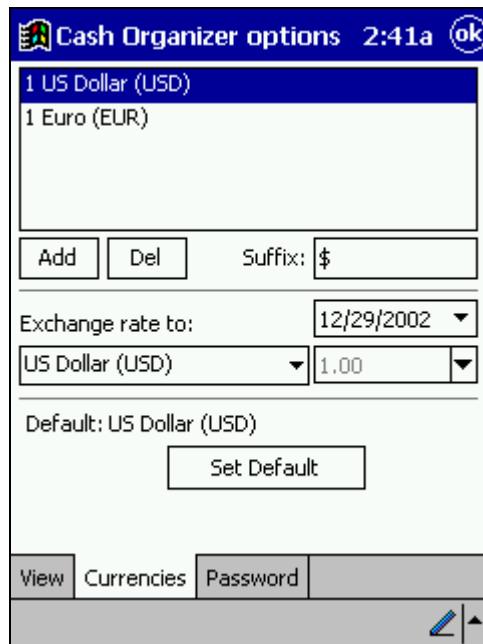 Cash Organizer options 2:41a ok
1 US Dollar (USD)
1 Euro (EUR)
Add Del Suffix: $
Exchange rate to: 12/29/2002
US Dollar (USD) 1.00
Default: US Dollar (USD)
Set Default
View Currencies Password